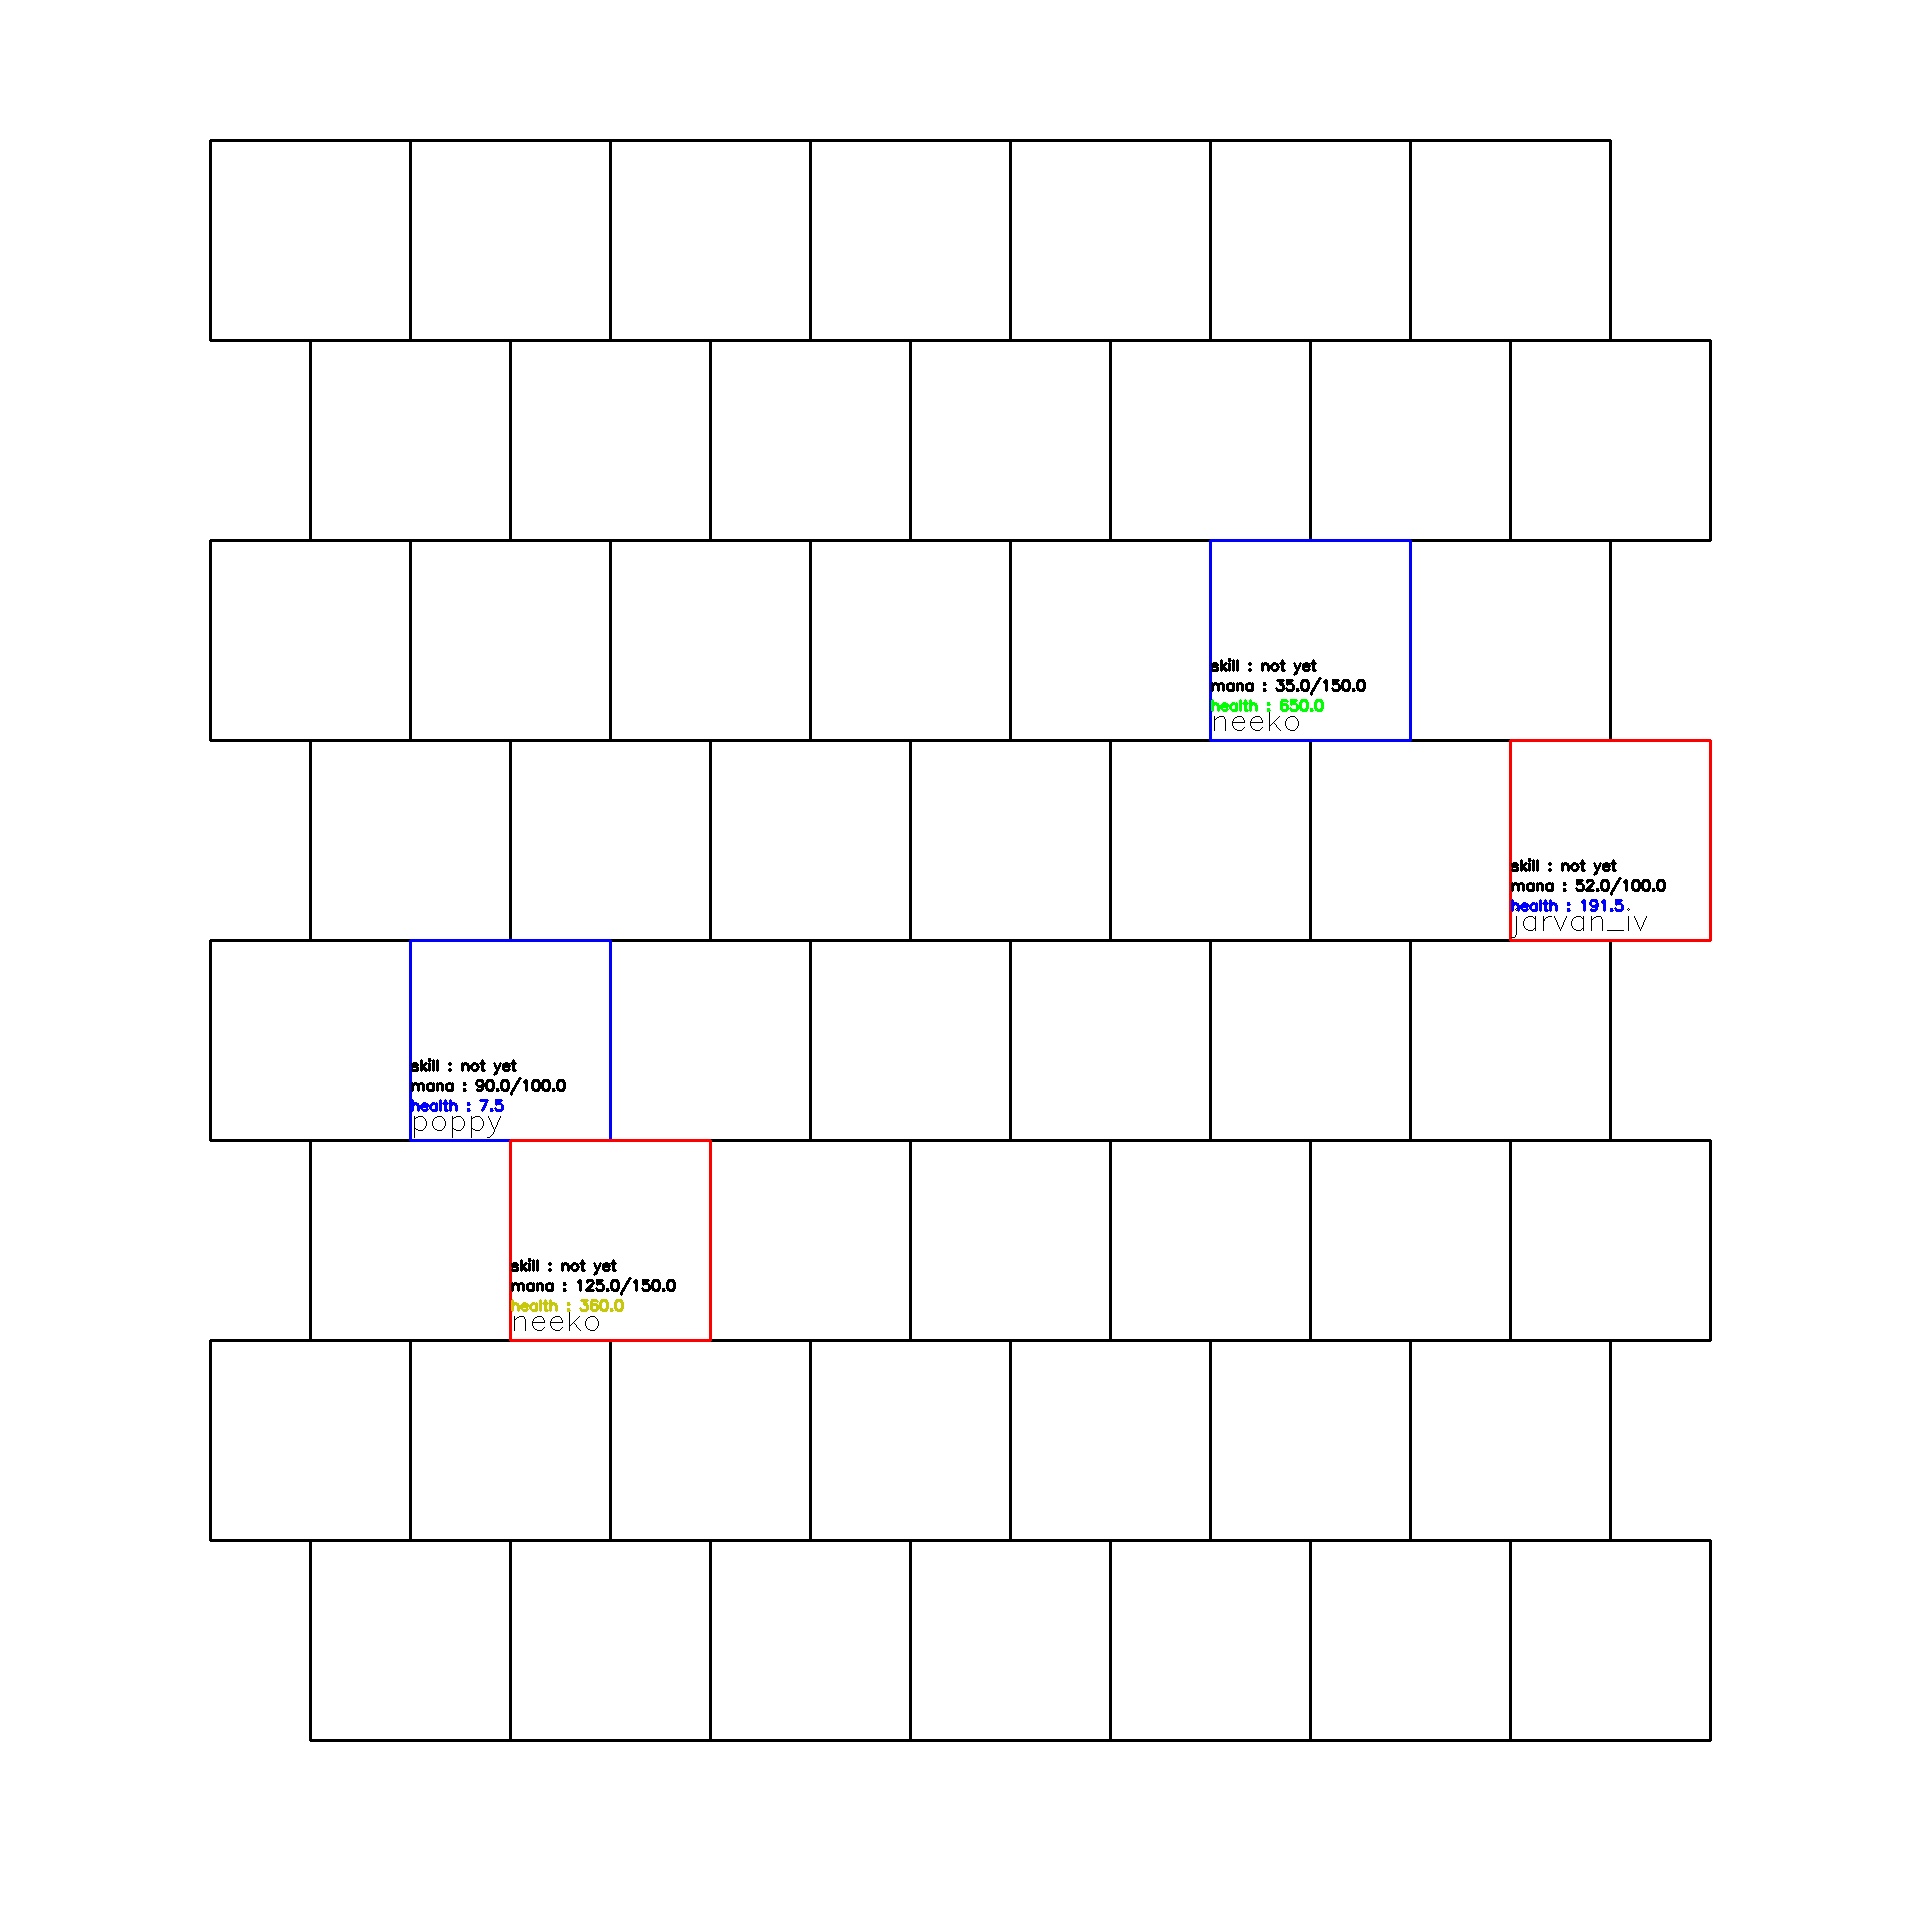 skill : not yet
mana : 35.0/150.0
health : 650.0
neeko
skill : not yet
mana : 52.0/100.0
health : 191.5
jarvan_iv
skill : not yet
mana : 90.0/100.0
health : 7.5
poppy
skill : not yet
mana : 125.0/150.0
health : 360.0
neeko